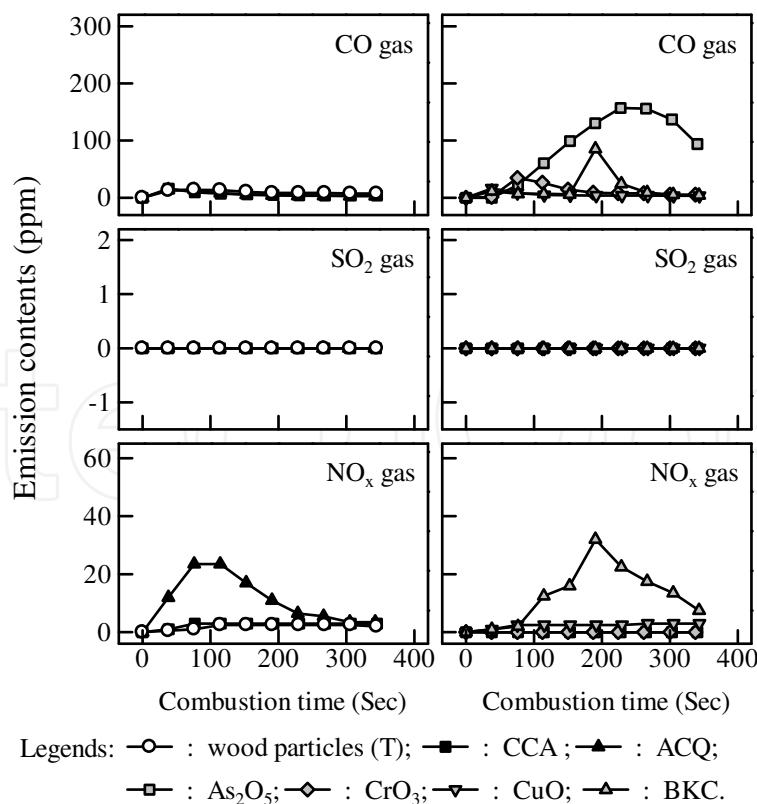 300
200
100
0
CO gas
CO gas
Emission contents (ppm)
2
1
0
-1
SO₂ gas
SO₂ gas
60
40
20
0
NOₓ gas
NOₓ gas
0 100 200 300 400
0 100 200 300 400
Combustion time (Sec)
Combustion time (Sec)
Legends: : wood particles (T); : CCA ; : ACQ;
: As₂O₅; : CrO₃; : CuO; : BKC.